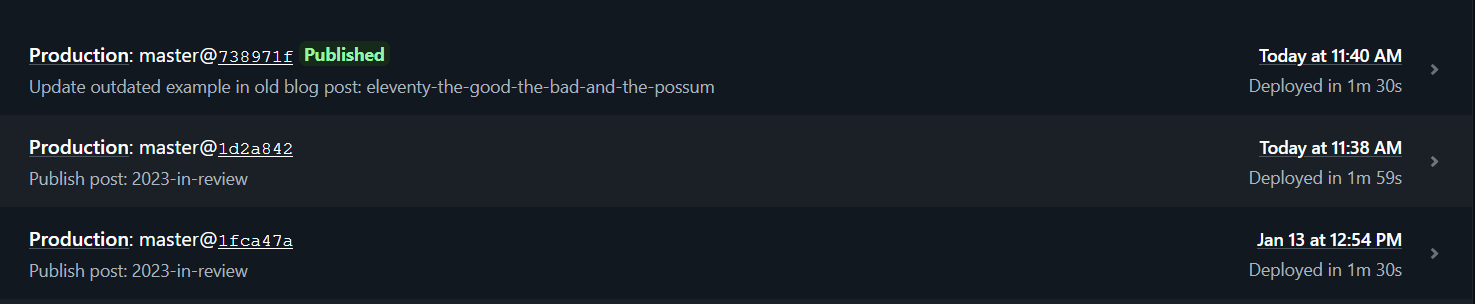 Production: master@738971f Published
Today at 11:40 AM
Update outdated example in old blog post: eleventy-the-good-the-bad-and-the-possum
Deployed in 1m 30s
Production: master@1d2a842
Today at 11:38 AM
Publish post: 2023-in-review
Deployed in 1m 59s
Production: master@1fca47a
Jan 13 at 12:54 PM
Publish post: 2023-in-review
Deployed in 1m 30s